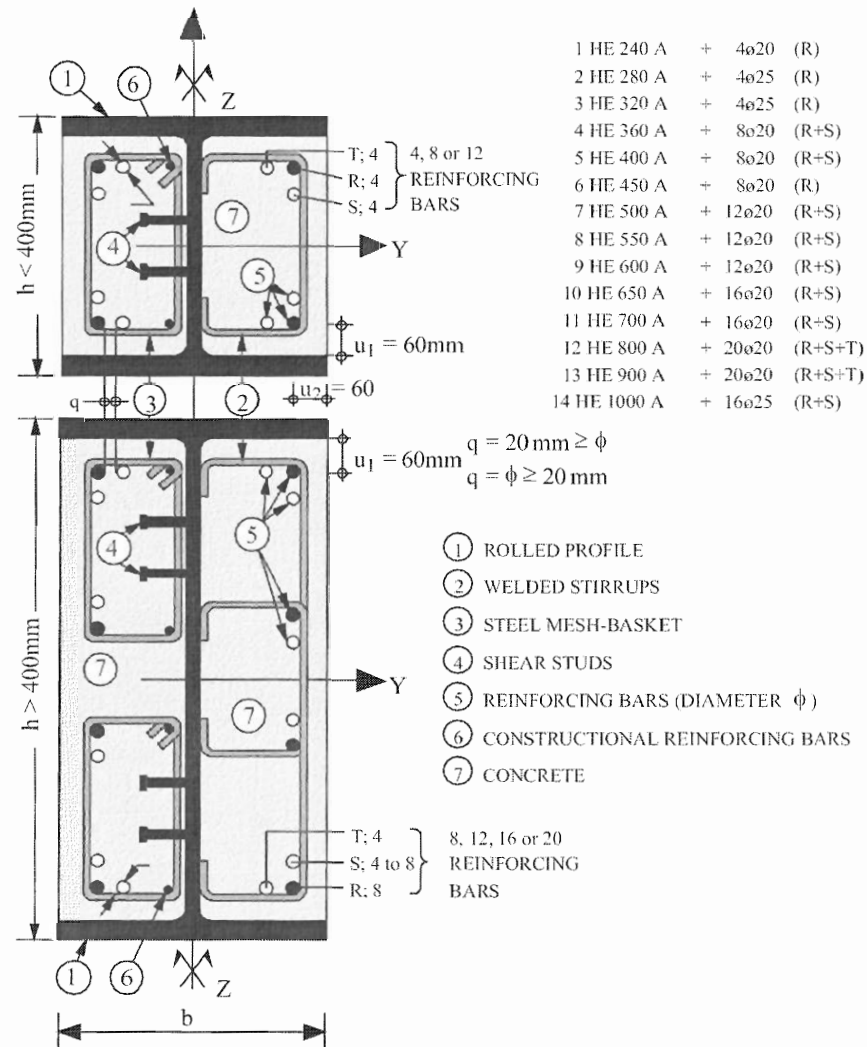 1 HE 240 A + 4ø20 (R)
2 HE 280 A + 4ø25 (R)
3 HE 320 A + 4ø25 (R)
4 HE 360 A + 8ø20 (R+S)
5 HE 400 A + 8ø20 (R+S)
6 HE 450 A + 8ø20 (R)
7 HE 500 A + 12ø20 (R+S)
8 HE 550 A + 12ø20 (R+S)
9 HE 600 A + 12ø20 (R+S)
10 HE 650 A + 16ø20 (R+S)
11 HE 700 A + 16ø20 (R+S)
12 HE 800 A + 20ø20 (R+S+T)
13 HE 900 A + 20ø20 (R+S+T)
14 HE 1000 A + 16ø25 (R+S)
1 6 Z
T; 4 4, 8 or 12
R; 4 REINFORCING
S; 4 BARS
h < 400mm
7
4
Y
5
u1 = 60mm
u2 = 60
q 3 2
u1 = 60mm
q = 20 mm ≥ ϕ
q = ϕ ≥ 20 mm
4
5
h > 400mm
7
Y
7
1 ROLLED PROFILE
2 WELDED STIRRUPS
3 STEEL MESH-BASKET
4 SHEAR STUDS
5 REINFORCING BARS (DIAMETER ϕ)
6 CONSTRUCTIONAL REINFORCING BARS
7 CONCRETE
T; 4 8, 12, 16 or 20
S; 4 to 8 REINFORCING
R; 8 BARS
1 6 Z
b